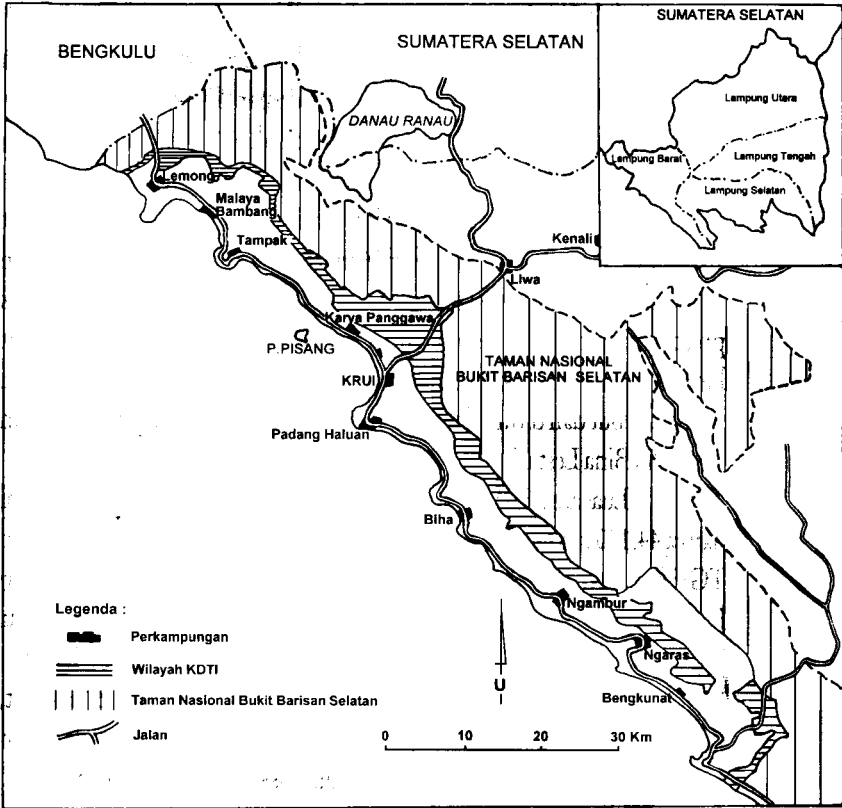 BENGKULU
SUMATERA SELATAN
SUMATERA SELATAN
Lampung Utera
Lampung Barat
Lampung Tengah
Lampung Selatan
DANAU RANAU
Lemong
Malaya
Bambang
Tampak
Kenali
Liwa
Karya Panggawa
P.PISANG
KRUI
TAMAN NASIONAL
BUKIT BARISAN SELATAN
Padang Haluan
Biha
Ngambur
Ngaras
Bengkunat
U
Legenda :
Perkampungan
Wilayah KDTI
Taman Nasional Bukit Barisan Selatan
Jalan
0 10 20 30 Km